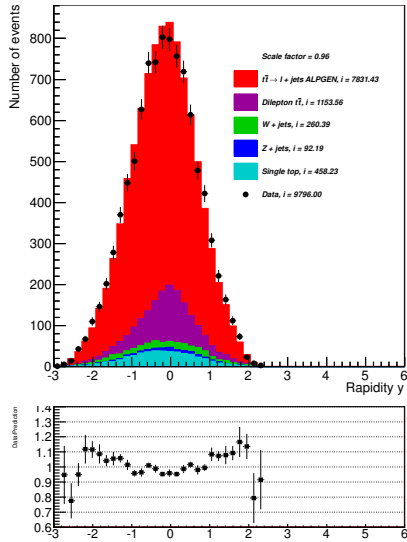 Number of events
800
700
600
500
400
300
200
100
0
Scale factor = 0.96
tt̄→ l + jets ALPGEN, i = 7831.43
Dilepton tt̄, i = 1153.56
W + jets, i = 260.39
Z + jets, i = 92.19
Single top, i = 458.23
Data, i = 9796.00
-3 -2 -1 0 1 2 3 4 5 6
Rapidity y
Data/Prediction
1.4
1.3
1.2
1.1
1
0.9
0.8
0.7
0.6
-3 -2 -1 0 1 2 3 4 5 6